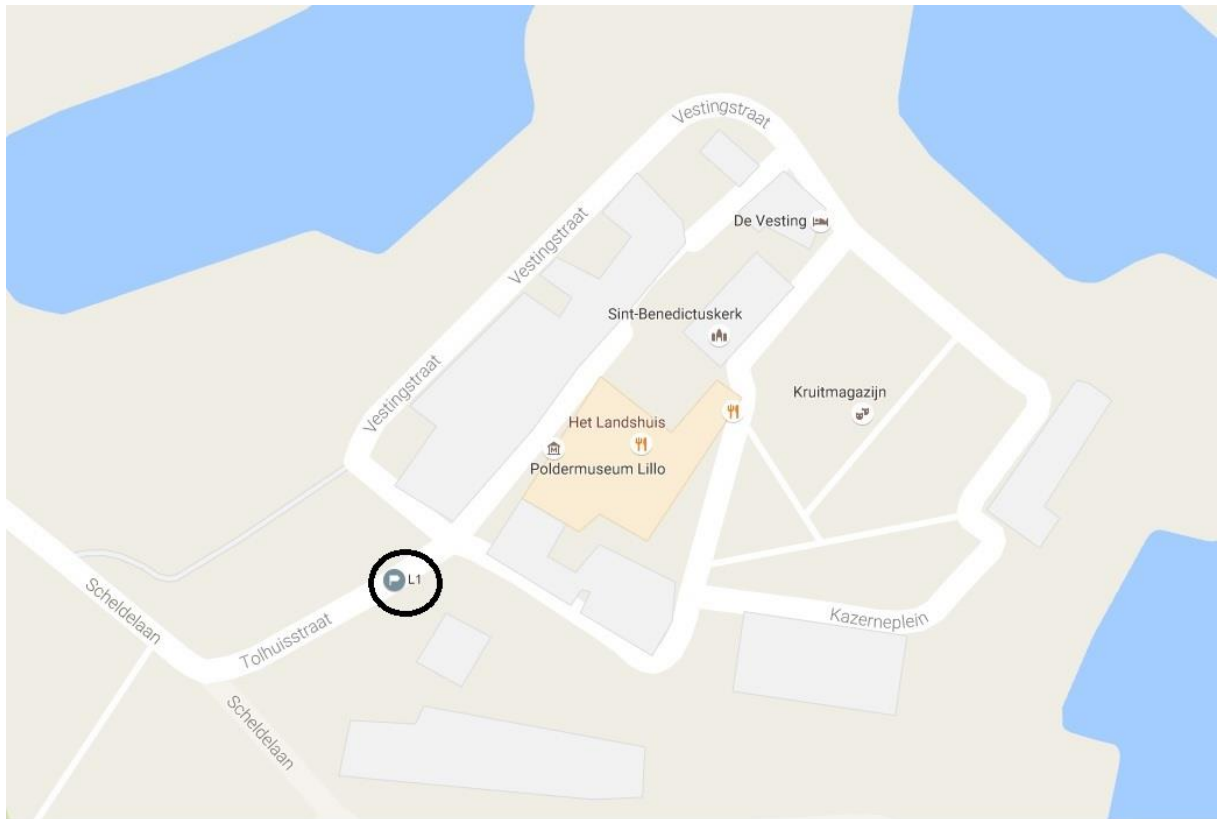 Vestingstraat
De Vesting
Vestingstraat
Sint-Benedictuskerk
Vestingstraat
Kruitmagazijn
Het Landshuis
Poldermuseum Lillo
L1
Scheldelaan
Tolhuisstraat
Kazerneplein
Scheldelaan